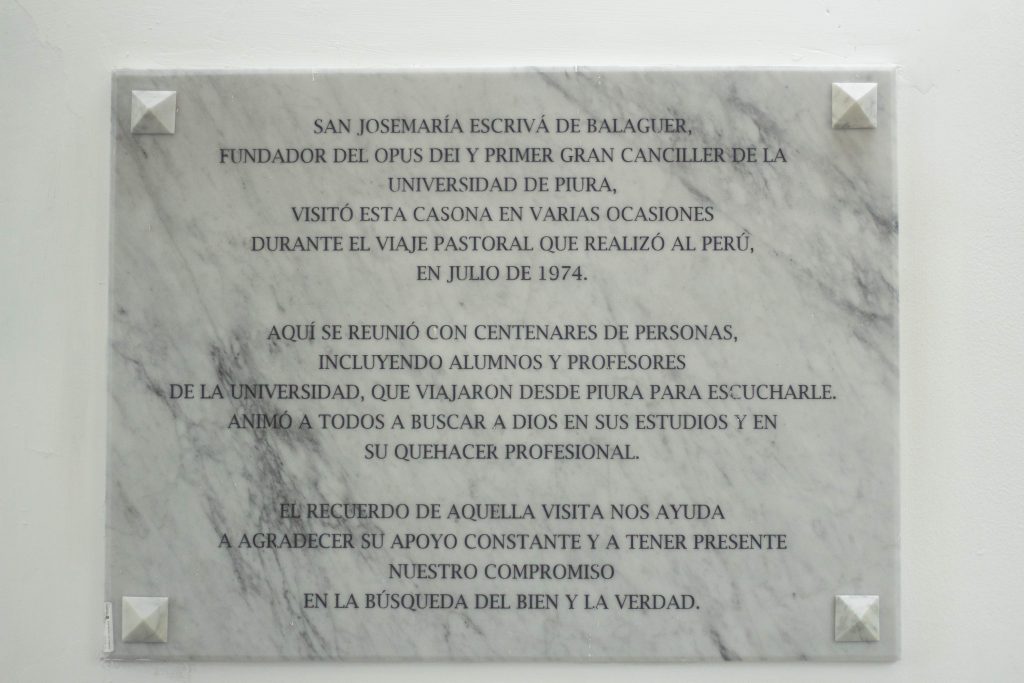 SAN JOSEMARÍA ESCRIVÁ DE BALAGUER,
FUNDADOR DEL OPUS DEI Y PRIMER GRAN CANCILLER DE LA
UNIVERSIDAD DE PIURA,
VISITÓ ESTA CASONA EN VARIAS OCASIONES
DURANTE EL VIAJE PASTORAL QUE REALIZÓ AL PERÚ,
EN JULIO DE 1974.
AQUÍ SE REUNIÓ CON CENTENARES DE PERSONAS,
INCLUYENDO ALUMNOS Y PROFESORES
DE LA UNIVERSIDAD, QUE VIAJARON DESDE PIURA PARA ESCUCHARLE.
ANIMÓ A TODOS A BUSCAR A DIOS EN SUS ESTUDIOS Y EN
SU QUEHACER PROFESIONAL.
EL RECUERDO DE AQUELLA VISITA NOS AYUDA
A AGRADECER SU APOYO CONSTANTE Y A TENER PRESENTE
NUESTRO COMPROMISO
EN LA BÚSQUEDA DEL BIEN Y LA VERDAD.